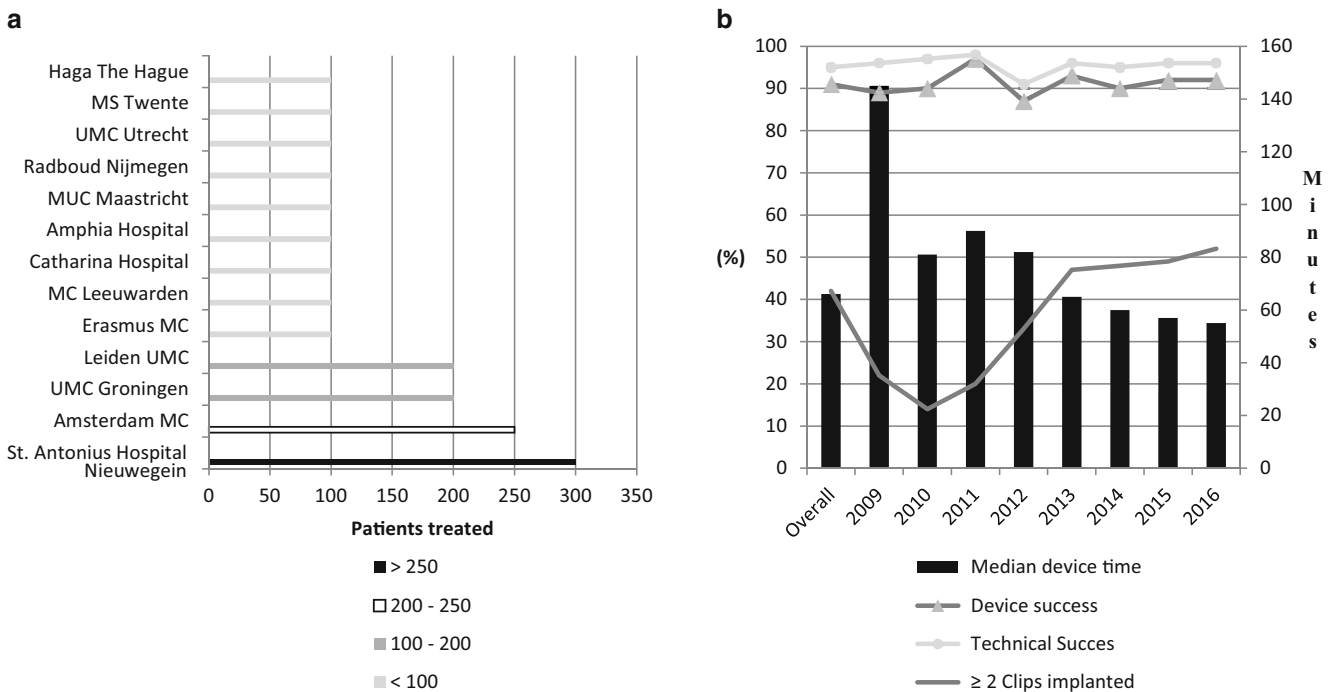 a
Haga The Hague
MS Twente
UMC Utrecht
Radboud Nijmegen
MUC Maastricht
Amphia Hospital
Catharina Hospital
MC Leeuwarden
Erasmus MC
Leiden UMC
UMC Groningen
Amsterdam MC
St. Antonius Hospital
Nieuwegein
0 50 100 150 200 250 300 350
Patients treated
> 250
200 - 250
100 - 200
< 100
b
100
90
80
70
60
50
40
30
20
10
0
(%)
160
140
120
100
80
60
40
20
0
Minutes
Overall 2009 2010 2011 2012 2013 2014 2015 2016
Median device time
Device success
Technical Succes
≥ 2 Clips implanted